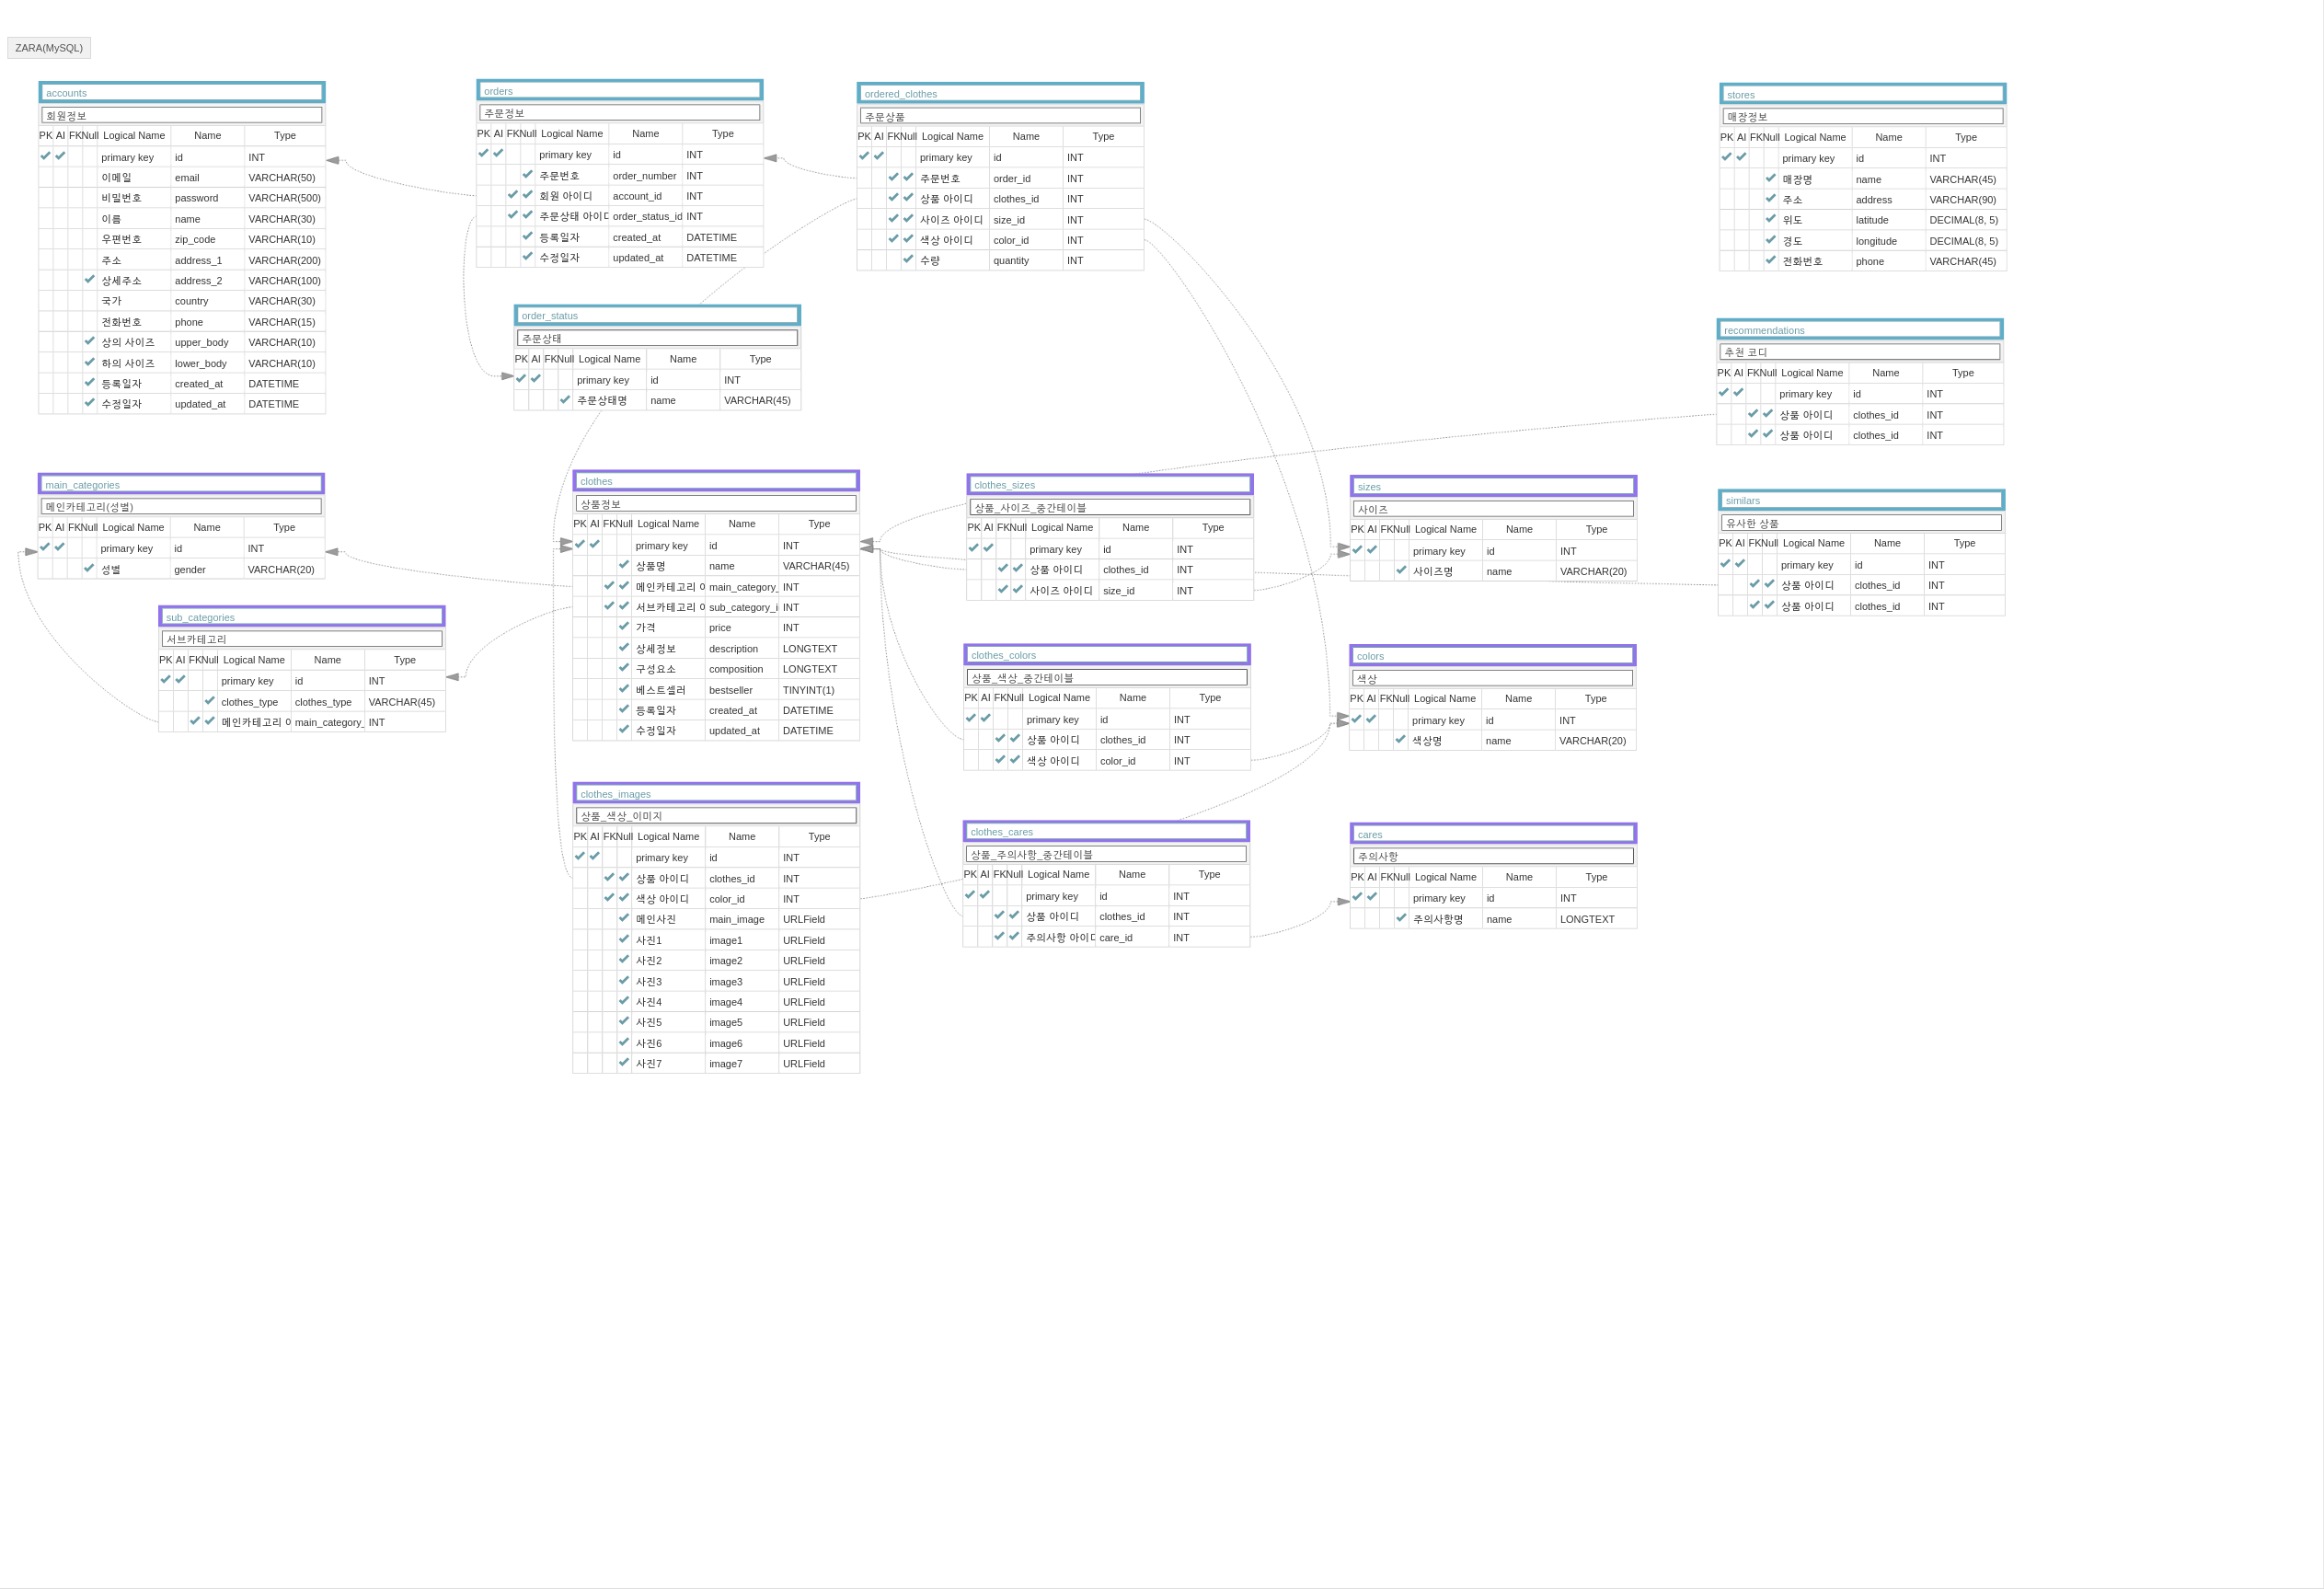 ZARA(MySQL)
accounts
회원정보
PK AI FK Null Logical Name Name Type
primary key id INT
이메일 email VARCHAR(50)
비밀번호 password VARCHAR(500)
이름 name VARCHAR(30)
우편번호 zip_code VARCHAR(10)
주소 address_1 VARCHAR(200)
상세주소 address_2 VARCHAR(100)
국가 country VARCHAR(30)
전화번호 phone VARCHAR(15)
상의 사이즈 upper_body VARCHAR(10)
하의 사이즈 lower_body VARCHAR(10)
등록일자 created_at DATETIME
수정일자 updated_at DATETIME
orders
주문정보
PK AI FK Null Logical Name Name Type
primary key id INT
주문번호 order_number INT
회원 아이디 account_id INT
주문상태 아이디 order_status_id INT
등록일자 created_at DATETIME
수정일자 updated_at DATETIME
ordered_clothes
주문상품
PK AI FK Null Logical Name Name Type
primary key id INT
주문번호 order_id INT
상품 아이디 clothes_id INT
사이즈 아이디 size_id INT
색상 아이디 color_id INT
수량 quantity INT
stores
매장정보
PK AI FK Null Logical Name Name Type
primary key id INT
매장명 name VARCHAR(45)
주소 address VARCHAR(90)
위도 latitude DECIMAL(8, 5)
경도 longitude DECIMAL(8, 5)
전화번호 phone VARCHAR(45)
order_status
주문상태
PK AI FK Null Logical Name Name Type
primary key id INT
주문상태명 name VARCHAR(45)
recommendations
추천 코디
PK AI FK Null Logical Name Name Type
primary key id INT
상품 아이디 clothes_id INT
상품 아이디 clothes_id INT
main_categories
메인카테고리(성별)
PK AI FK Null Logical Name Name Type
primary key id INT
성별 gender VARCHAR(20)
clothes
상품정보
PK AI FK Null Logical Name Name Type
primary key id INT
상품명 name VARCHAR(45)
메인카테고리 main_category_ INT
서브카테고리 sub_category_i INT
가격 price INT
상세정보 description LONGTEXT
구성요소 composition LONGTEXT
베스트셀러 bestseller TINYINT(1)
등록일자 created_at DATETIME
수정일자 updated_at DATETIME
clothes_sizes
상품_사이즈_중간테이블
PK AI FK Null Logical Name Name Type
primary key id INT
상품 아이디 clothes_id INT
사이즈 아이디 size_id INT
sizes
사이즈
PK AI FK Null Logical Name Name Type
primary key id INT
사이즈명 name VARCHAR(20)
similars
유사한 상품
PK AI FK Null Logical Name Name Type
primary key id INT
상품 아이디 clothes_id INT
상품 아이디 clothes_id INT
sub_categories
서브카테고리
PK AI FK Null Logical Name Name Type
primary key id INT
clothes_type clothes_type VARCHAR(45)
메인카테고리 main_category_ INT
clothes_colors
상품_색상_중간테이블
PK AI FK Null Logical Name Name Type
primary key id INT
상품 아이디 clothes_id INT
색상 아이디 color_id INT
colors
색상
PK AI FK Null Logical Name Name Type
primary key id INT
색상명 name VARCHAR(20)
clothes_images
상품_색상_이미지
PK AI FK Null Logical Name Name Type
primary key id INT
상품 아이디 clothes_id INT
색상 아이디 color_id INT
메인사진 main_image URLField
사진1 image1 URLField
사진2 image2 URLField
사진3 image3 URLField
사진4 image4 URLField
사진5 image5 URLField
사진6 image6 URLField
사진7 image7 URLField
clothes_cares
상품_주의사항_중간테이블
PK AI FK Null Logical Name Name Type
primary key id INT
상품 아이디 clothes_id INT
주의사항 아이디 care_id INT
cares
주의사항
PK AI FK Null Logical Name Name Type
primary key id INT
주의사항명 name LONGTEXT